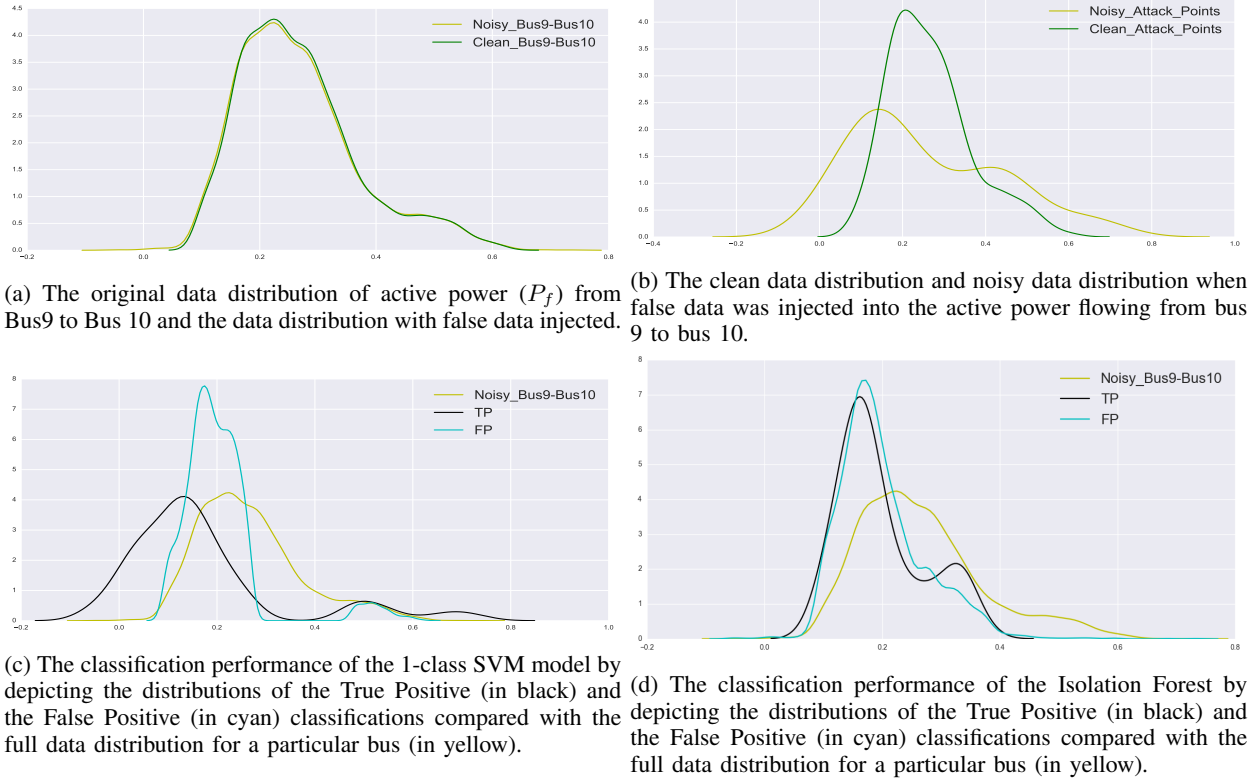 4.5
4.0
3.5
3.0
2.5
2.0
1.5
1.0
0.5
0.0
−0.2
0.0
0.2
0.4
0.6
0.8
Noisy_Bus9-Bus10
Clean_Bus9-Bus10
(a) The original data distribution of active power (P_f) from
Bus9 to Bus 10 and the data distribution with false data injected.
4.0
3.5
3.0
2.5
2.0
1.5
1.0
0.5
0.0
−0.4
−0.2
0.0
0.2
0.4
0.6
0.8
1.0
Noisy_Attack_Points
Clean_Attack_Points
(b) The clean data distribution and noisy data distribution when
false data was injected into the active power flowing from bus
9 to bus 10.
8
7
6
5
4
3
2
1
0
−0.2
0.0
0.2
0.4
0.6
0.8
1.0
Noisy_Bus9-Bus10
TP
FP
(c) The classification performance of the 1-class SVM model by
depicting the distributions of the True Positive (in black) and
the False Positive (in cyan) classifications compared with the
full data distribution for a particular bus (in yellow).
8
7
6
5
4
3
2
1
0
−0.2
0.0
0.2
0.4
0.6
0.8
Noisy_Bus9-Bus10
TP
FP
(d) The classification performance of the Isolation Forest by
depicting the distributions of the True Positive (in black) and
the False Positive (in cyan) classifications compared with the
full data distribution for a particular bus (in yellow).